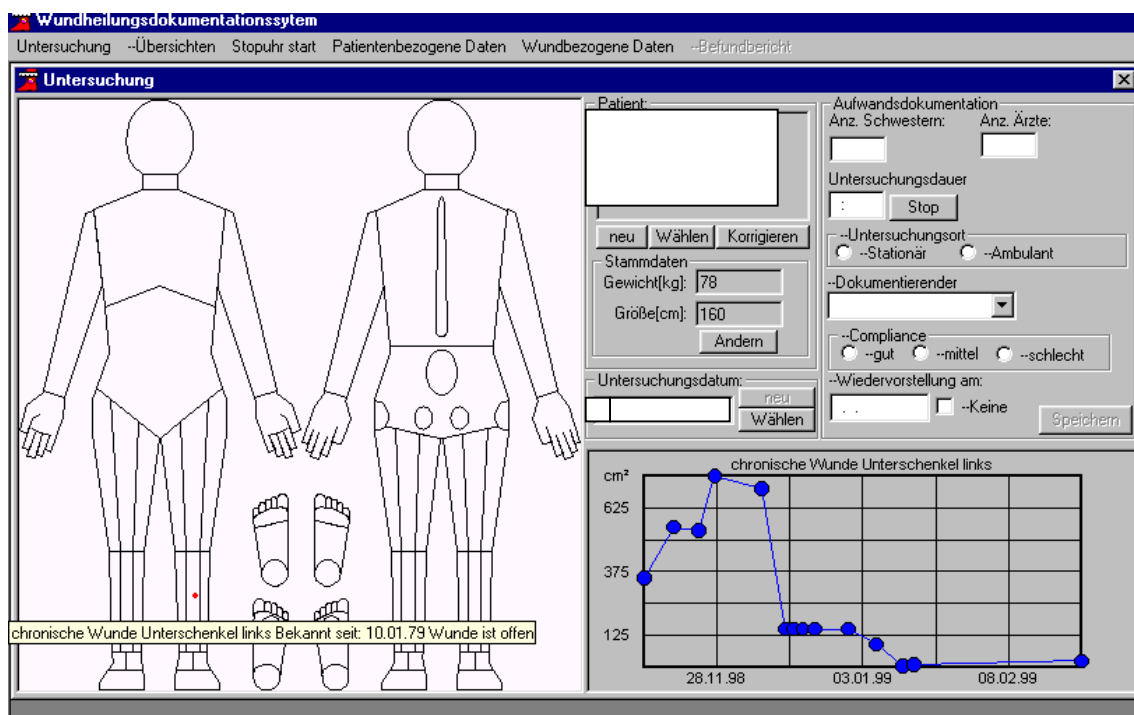 Wundheilungsdokumentationssytem
Untersuchung --Übersichten Stopuhr start Patientenbezogene Daten Wundbezogene Daten --Befundbericht
Untersuchung
Patient:
neu Wählen Korrigieren
Stammdaten
Gewicht[kg]: 78
Größe[cm]: 160
Andern
Untersuchungsdatum:
neu
Wählen
Aufwandsdokumentation
Anz. Schwestern: Anz. Ärzte:
Untersuchungsdauer
: Stop
--Untersuchungsort
--Stationär --Ambulant
--Dokumentierender
--Compliance
--gut --mittel --schlecht
--Wiedervorstellung am:
. . --Keine
Speichern
chronische Wunde Unterschenkel links
cm²
625
375
125
28.11.98 03.01.99 08.02.99
chronische Wunde Unterschenkel links Bekannt seit: 10.01.79 Wunde ist offen